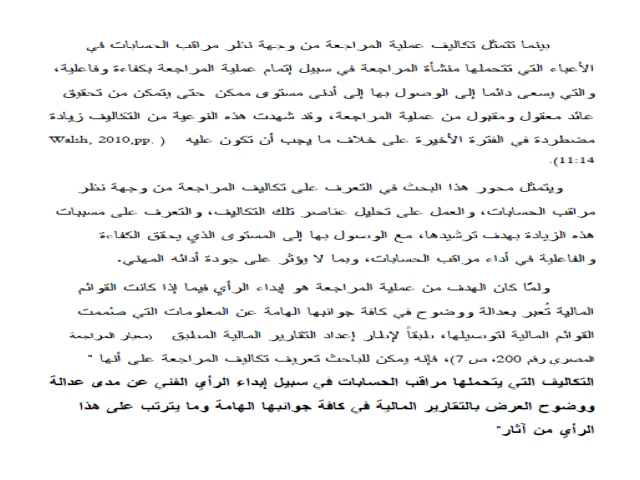 بينما تتمثل تكاليف عملية المراجعة من وجهة نظر مراقب الحسابات في
الأعباء التي تتحملها منشأة المراجعة في سبيل إتمام عملية المراجعة بكفاءة وفاعلية،
والتي يسعى دائما إلى الوصول بها إلى أدنى مستوى ممكن حتى يتمكن من تحقيق
عائد معقول ومقبول من عملية المراجعة، وقد شهدت هذه النوعية من التكاليف زيادة
مضطردة في الفترة الأخيرة على خلاف ما يجب أن تكون عليه ( Walsh, 2010,pp.
11:14).
ويتمثل محور هذا البحث في التعرف على تكاليف المراجعة من وجهة نظر
مراقب الحسابات، والعمل على تحليل عناصر تلك التكاليف، والتعرف على مسببات
هذه الزيادة بهدف ترشيدها، مع الوصول بها إلى المستوى الذي يحقق الكفاءة
والفاعلية في أداء مراقب الحسابات، وبما لا يؤثر على جودة أدائه المهني.
ولمّا كان الهدف من عملية المراجعة هو إبداء الرأي فيما إذا كانت القوائم
المالية تُعبر بعدالة ووضوح في كافة جوانبها الهامة عن المعلومات التي صُممت
القوائم المالية لتوصيلها، طبقاً لإطار إعداد التقارير المالية المطبق (معيار المراجعة
المصري رقم 200، ص 7)، فإنه يمكن للباحث تعريف تكاليف المراجعة على أنها "
التكاليف التي يتحملها مراقب الحسابات في سبيل إبداء الرأي الفني عن مدى عدالة
ووضوح العرض بالتقارير المالية في كافة جوانبها الهامة وما يترتب على هذا
الرأي من آثار"